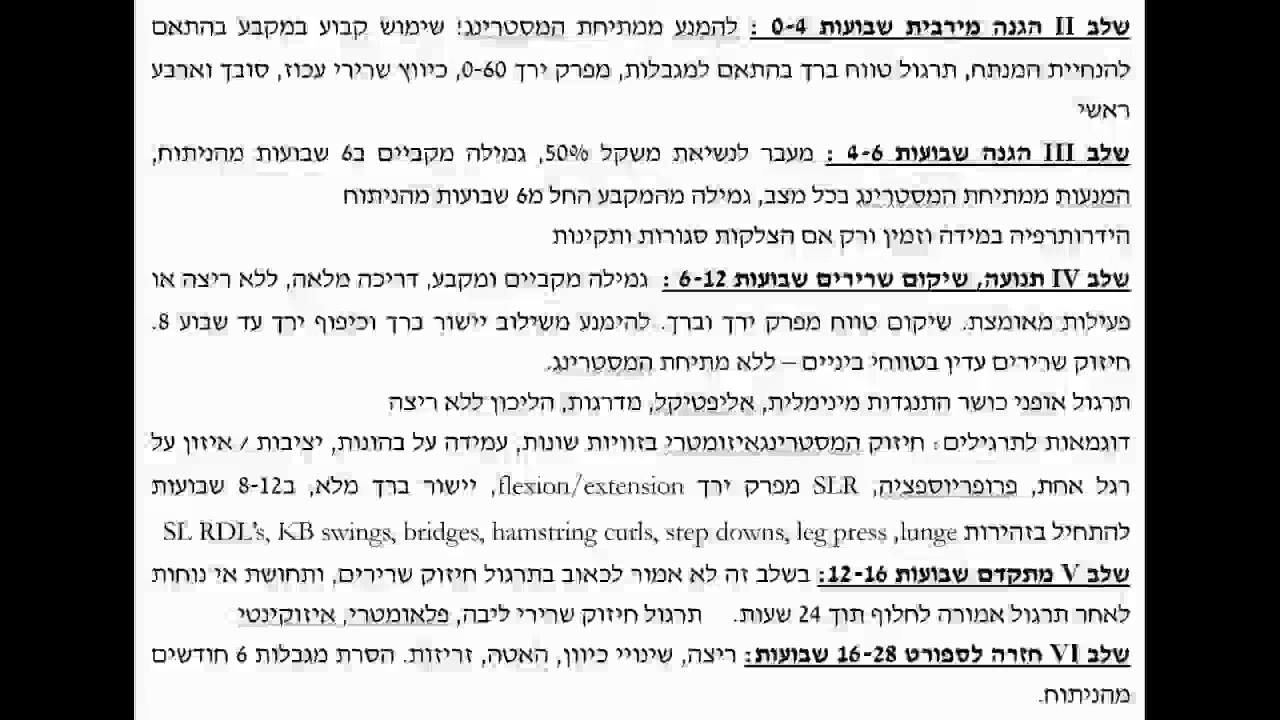 שלב II הגנה מירבית שבועות 0-4 : להמנע ממתיחת המסטרינג! שימוש קבוע במקבע בהתאם
להנחיית המנתח, תרגול טווח ברך בהתאם למגבלות, מפרק ירך 0-60, כיווץ שרירי עכוז, סובך וארבע
ראשי
שלב III הגנה שבועות 4-6 : מעבר לנשיאת משקל 50%, גמילה מקביים ב6 שבועות מהניתוח,
המנעות ממתיחת המסטרינג בכל מצב, גמילה מהמקבע החל מ6 שבועות מהניתוח
הידרותרפיה במידה וזמין ורק אם הצלקות סגורות ותקינות
שלב IV תנועה, שיקום שרירים שבועות 6-12 : גמילה מקביים ומקבע, דריכה מלאה, ללא ריצה או
פעילות מאומצת. שיקום טווח מפרק ירך וברך. להימנע משילוב יישור ברך וכיפוף ירך עד שבוע 8.
חיזוק שרירים עדין בטווחי ביניים – ללא מתיחת המסטרינג.
תרגול אופני כושר התנגדות מינימלית, אליפטיקל, מדרגות, הליכון ללא ריצה
דוגמאות לתרגילים : חיזוק המסטרינגאיזומטרי בזוויות שונות, עמידה על בהונות, יציבות / איזון על
רגל אחת, פרופריוספציה, SLR מפרק ירך flexion/extension, יישור ברך מלא, ב8-12 שבועות
להתחיל בזהירות SL RDL's, KB swings, bridges, hamstring curls, step downs, leg press ,lunge
שלב V מתקדם שבועות 12-16: בשלב זה לא אמור לכאוב בתרגול חיזוק שרירים, ותחושת אי נוחות
לאחר תרגול אמורה לחלוף תוך 24 שעות. תרגול חיזוק שרירי ליבה, פלאומטרי, איזוקינטי
שלב VI חזרה לספורט 16-28 שבועות: ריצה, שינויי כיוון, האטה, זריזות. הסרת מגבלות 6 חודשים
מהניתוח.